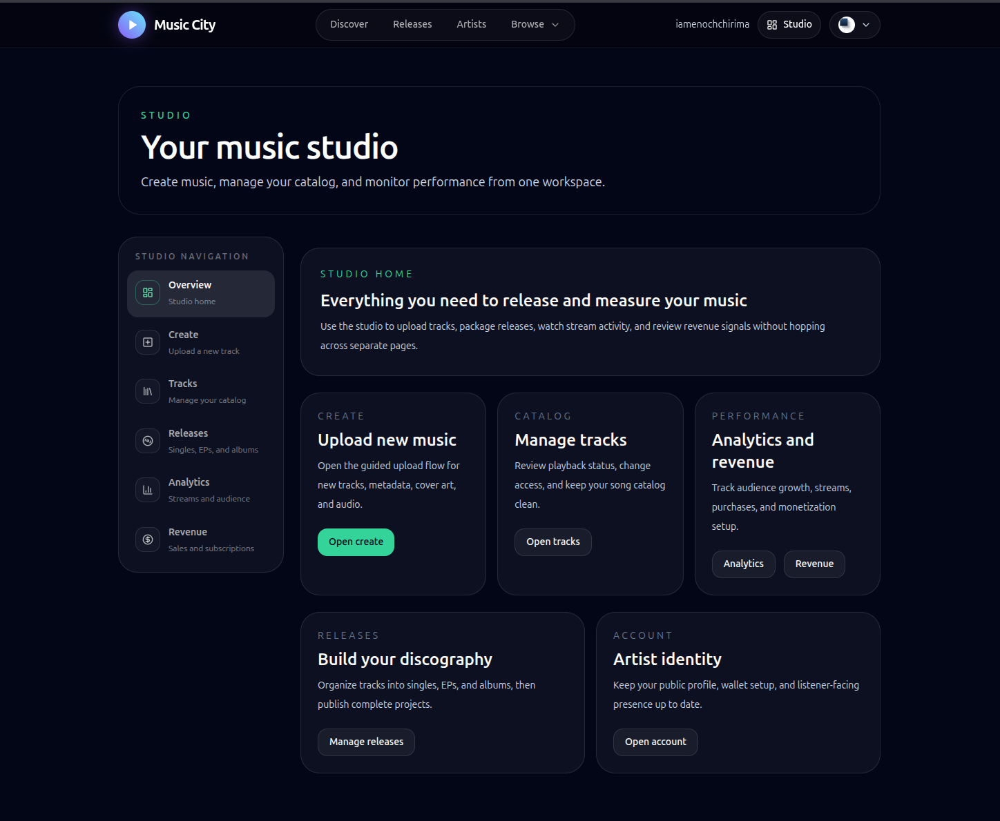 Music City
Discover
Releases
Artists
Browse
iamenochchirima
Studio
STUDIO
Your music studio
Create music, manage your catalog, and monitor performance from one workspace.
STUDIO NAVIGATION
Overview
Studio home
Create
Upload a new track
Tracks
Manage your catalog
Releases
Singles, EPs, and albums
Analytics
Streams and audience
Revenue
Sales and subscriptions
STUDIO HOME
Everything you need to release and measure your music
Use the studio to upload tracks, package releases, watch stream activity, and review revenue signals without hopping
across separate pages.
CREATE
Upload new music
Open the guided upload flow for
new tracks, metadata, cover art,
and audio.
Open create
CATALOG
Manage tracks
Review playback status, change
access, and keep your song catalog
clean.
Open tracks
PERFORMANCE
Analytics and
revenue
Track audience growth, streams,
purchases, and monetization
setup.
Analytics
Revenue
RELEASES
Build your discography
Organize tracks into singles, EPs, and albums, then
publish complete projects.
Manage releases
ACCOUNT
Artist identity
Keep your public profile, wallet setup, and listener-facing
presence up to date.
Open account